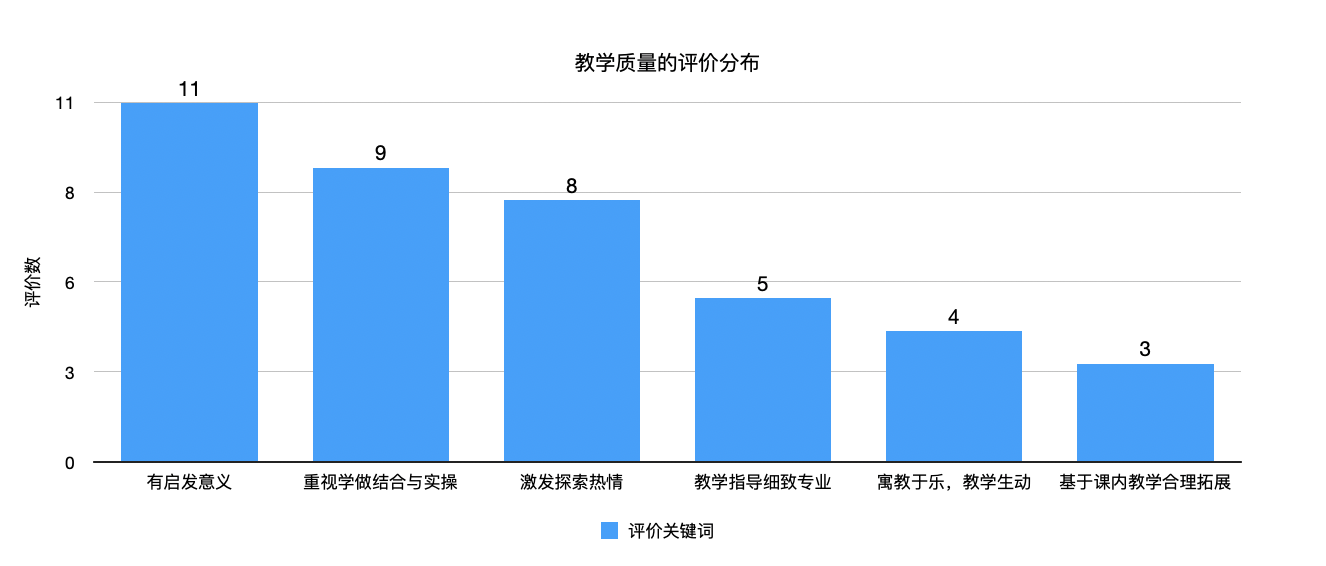 教学质量的评价分布
11
8
6
3
0
评价数
11
9
8
5
4
3
有启发意义
重视学做结合与实操
激发探索热情
教学指导细致专业
寓教于乐，教学生动
基于课内教学合理拓展
评价关键词